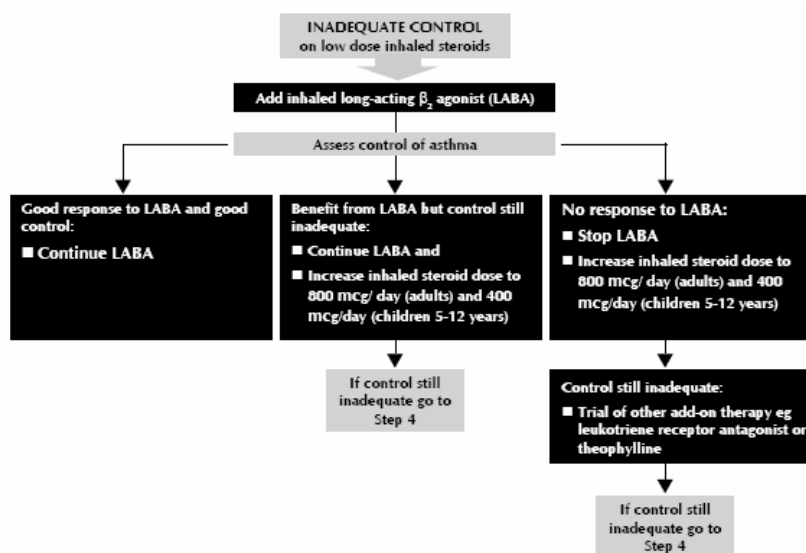 INADEQUATE CONTROL
on low dose inhaled steroids
Add inhaled long-acting β₂ agonist (LABA)
Assess control of asthma
Good response to LABA and good
control:
■ Continue LABA
Benefit from LABA but control still
inadequate:
■ Continue LABA and
■ Increase inhaled steroid dose to
800 mcg/ day (adults) and 400
mcg/day (children 5-12 years)
If control still
inadequate go to
Step 4
No response to LABA:
■ Stop LABA
■ Increase inhaled steroid dose to
800 mcg/ day (adults) and 400
mcg/day (children 5-12 years)
Control still inadequate:
■ Trial of other add-on therapy eg
leukotriene receptor antagonist or
theophylline
If control still
inadequate go to
Step 4